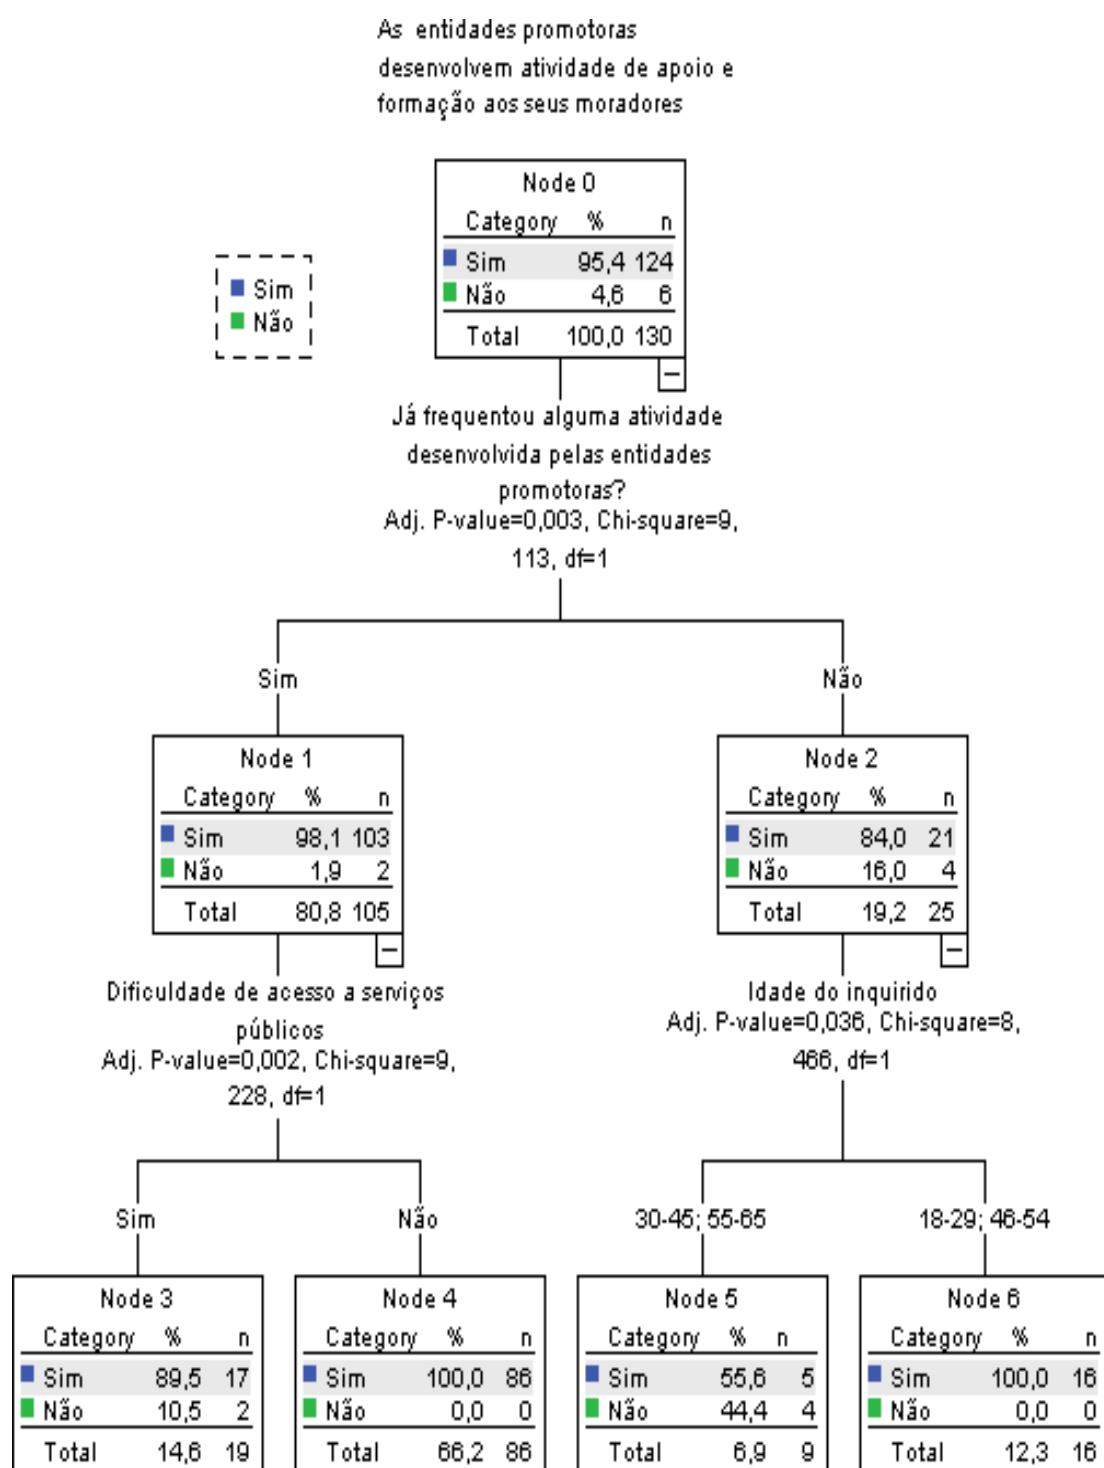 As entidades promotoras
desenvolvem atividade de apoio e
formação aos seus moradores
Node 0
Category % n
Sim 95,4 124
Não 4,6 6
Total 100,0 130
Sim
Não
Já frequentou alguma atividade
desenvolvida pelas entidades
promotoras?
Adj. P-value=0,003, Chi-square=9,
113, df=1
Sim
Não
Node 1
Category % n
Sim 98,1 103
Não 1,9 2
Total 80,8 105
Node 2
Category % n
Sim 84,0 21
Não 16,0 4
Total 19,2 25
Dificuldade de acesso a serviços
públicos
Adj. P-value=0,002, Chi-square=9,
228, df=1
Idade do inquirido
Adj. P-value=0,036, Chi-square=8,
466, df=1
Sim
Não
30-45; 55-65
18-29; 46-54
Node 3
Category % n
Sim 89,5 17
Não 10,5 2
Total 14,6 19
Node 4
Category % n
Sim 100,0 86
Não 0,0 0
Total 66,2 86
Node 5
Category % n
Sim 55,6 5
Não 44,4 4
Total 6,9 9
Node 6
Category % n
Sim 100,0 16
Não 0,0 0
Total 12,3 16